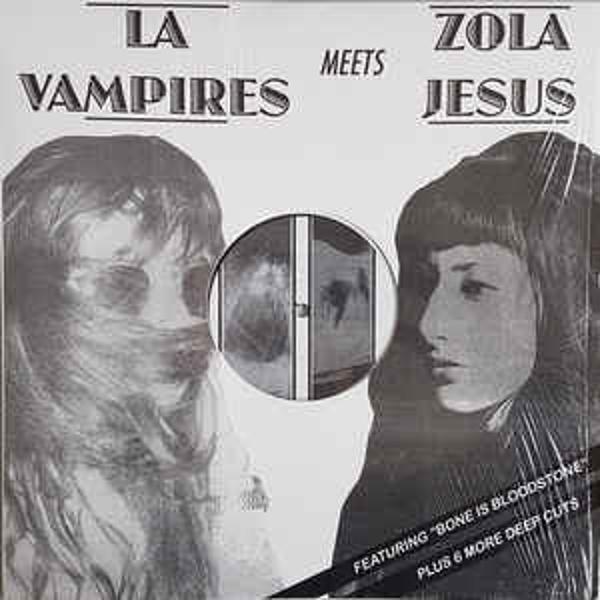 LA
VAMPIRES
MEETS
ZOLA
JESUS
FEATURING "BONE IS BLOODSTONE"
PLUS 6 MORE DEEP CUTS